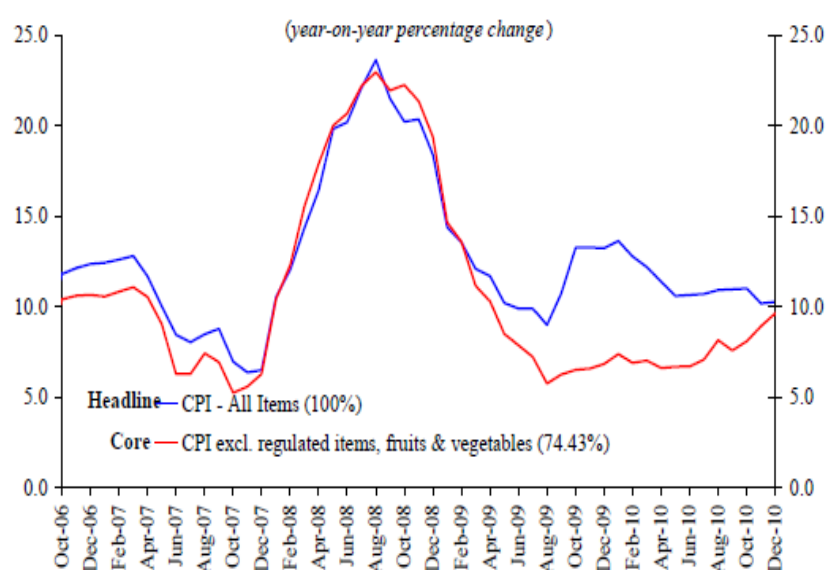 (year-on-year percentage change)
25.0 25.0
20.0 20.0
15.0 15.0
10.0 10.0
5.0 5.0
Headline CPI - All Items (100%)
Core CPI excl. regulated items, fruits & vegetables (74.43%)
0.0 0.0
Oct-06 Dec-06 Feb-07 Apr-07 Jun-07 Aug-07 Oct-07 Dec-07 Feb-08 Apr-08 Jun-08 Aug-08 Oct-08 Dec-08 Feb-09 Apr-09 Jun-09 Aug-09 Oct-09 Dec-09 Feb-10 Apr-10 Jun-10 Aug-10 Oct-10 Dec-10